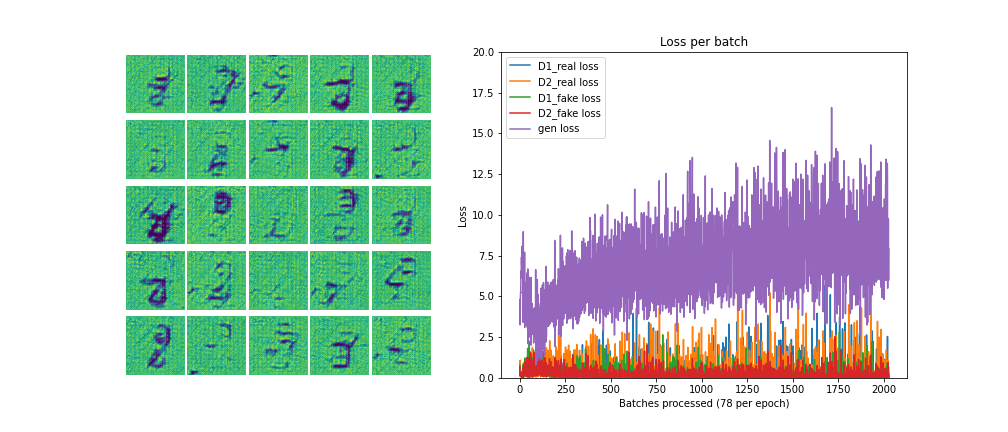 Loss per batch
20.0
17.5
15.0
12.5
10.0
7.5
5.0
2.5
0.0
Loss
D1_real loss
D2_real loss
D1_fake loss
D2_fake loss
gen loss
0 250 500 750 1000 1250 1500 1750 2000
Batches processed (78 per epoch)